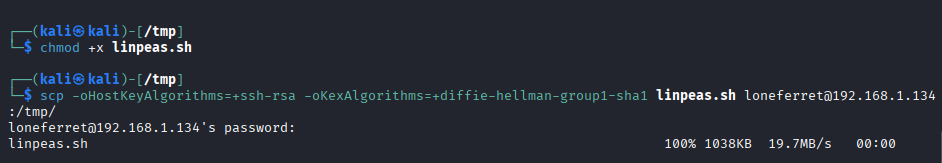 ┌──(kali㉿kali)-[/tmp]
└─$ chmod +x linpeas.sh
┌──(kali㉿kali)-[/tmp]
└─$ scp -oHostKeyAlgorithms=+ssh-rsa -oKexAlgorithms=+diffie-hellman-group1-sha1 linpeas.sh loneferret@192.168.1.134
:/tmp/
loneferret@192.168.1.134's password:
linpeas.sh 100% 1038KB 19.7MB/s 00:00